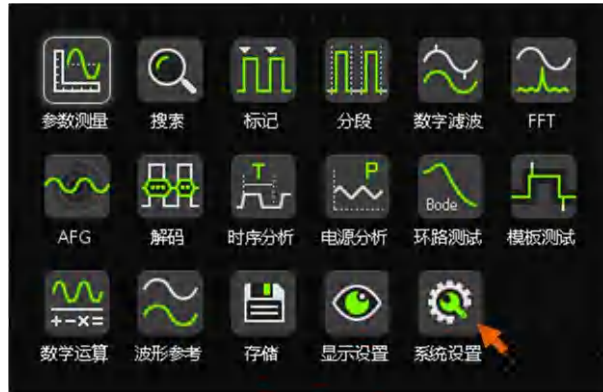 参数测量 搜索 标记 分段 数字滤波 FFT
T P Bode
AFG 解码 时序分析 电源分析 环路测试 模板测试
+-×=
数学运算 波形参考 存储 显示设置 系统设置